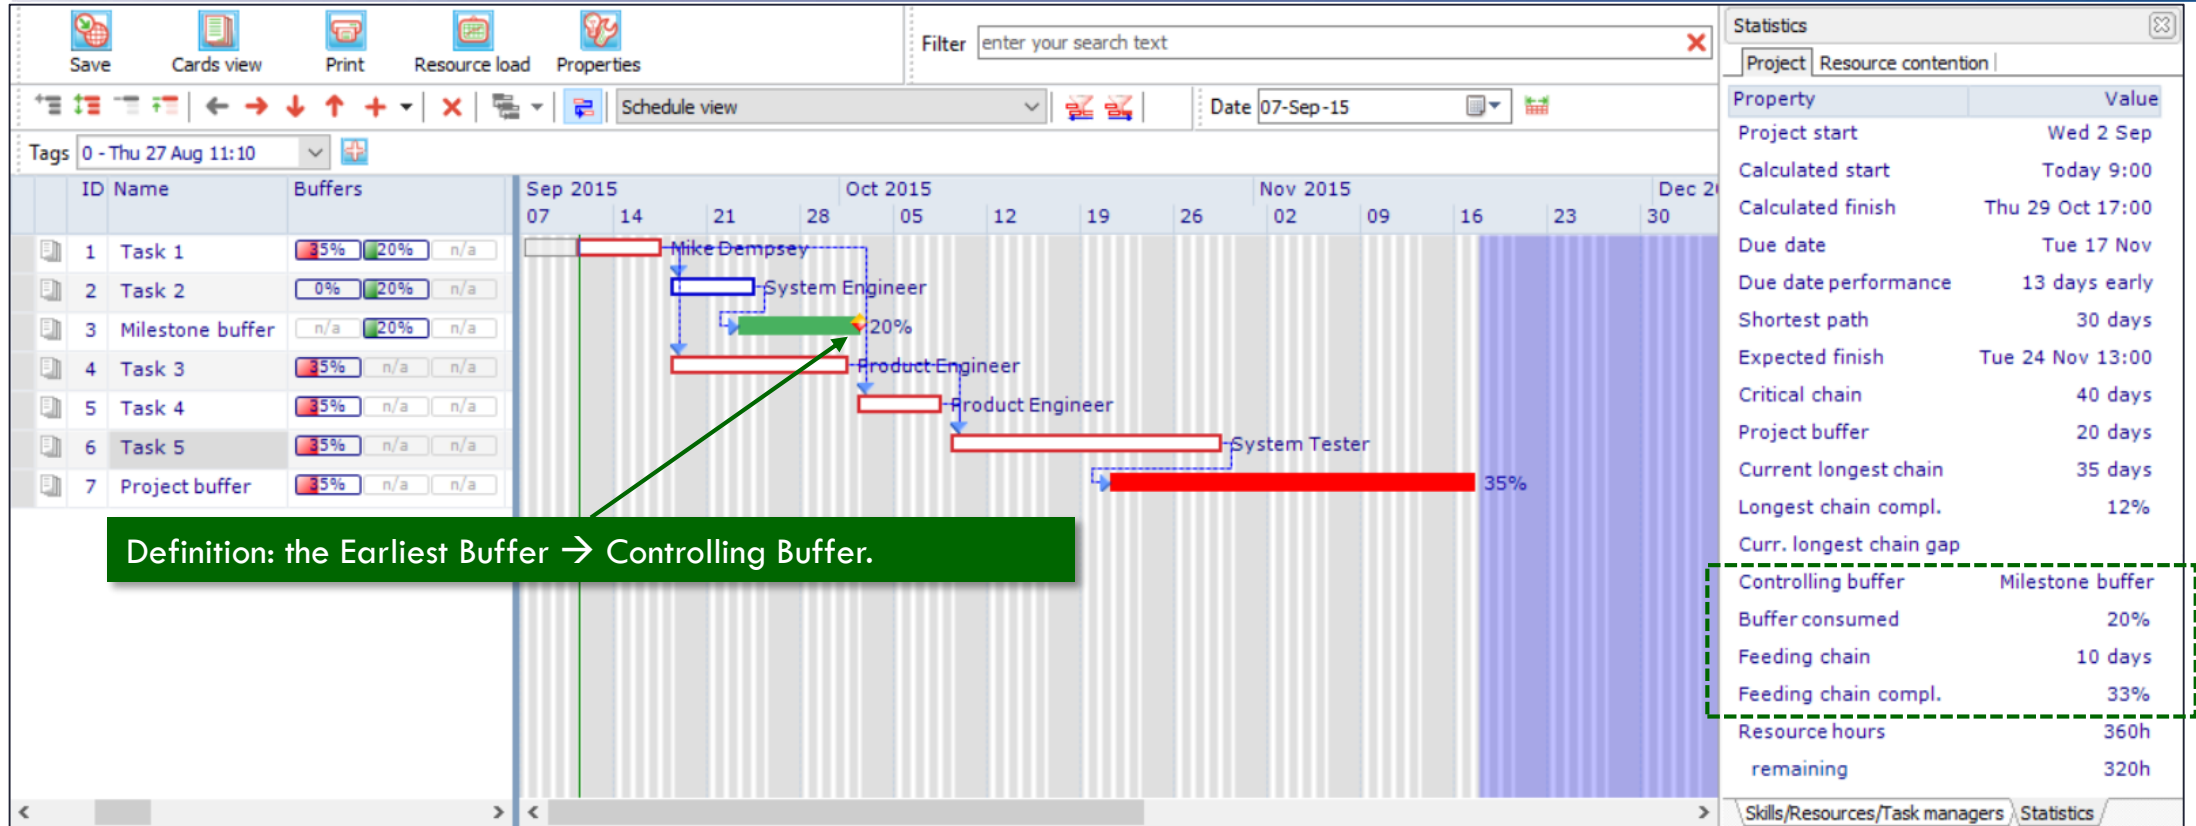 Save Cards view Print Resource load Properties
Filter enter your search text
Schedule view
Date 07-Sep-15
Tags 0 - Thu 27 Aug 11:10
ID Name Buffers
Sep 2015 Oct 2015 Nov 2015
07 14 21 28 05 12 19 26 02 09 16 23 30
1 Task 1 35% 20% n/a Mike Dempsey
2 Task 2 0% 20% n/a System Engineer
3 Milestone buffer n/a 20% n/a 20%
4 Task 3 35% n/a n/a Product Engineer
5 Task 4 35% n/a n/a Product Engineer
6 Task 5 35% n/a n/a System Tester
7 Project buffer 35% n/a n/a 35%
Definition: the Earliest Buffer → Controlling Buffer.
Statistics
Project Resource contention
Property Value
Project start Wed 2 Sep
Calculated start Today 9:00
Calculated finish Thu 29 Oct 17:00
Due date Tue 17 Nov
Due date performance 13 days early
Shortest path 30 days
Expected finish Tue 24 Nov 13:00
Critical chain 40 days
Project buffer 20 days
Current longest chain 35 days
Longest chain compl. 12%
Curr. longest chain gap
Controlling buffer Milestone buffer
Buffer consumed 20%
Feeding chain 10 days
Feeding chain compl. 33%
Resource hours 360h
remaining 320h
Skills/Resources/Task managers Statistics